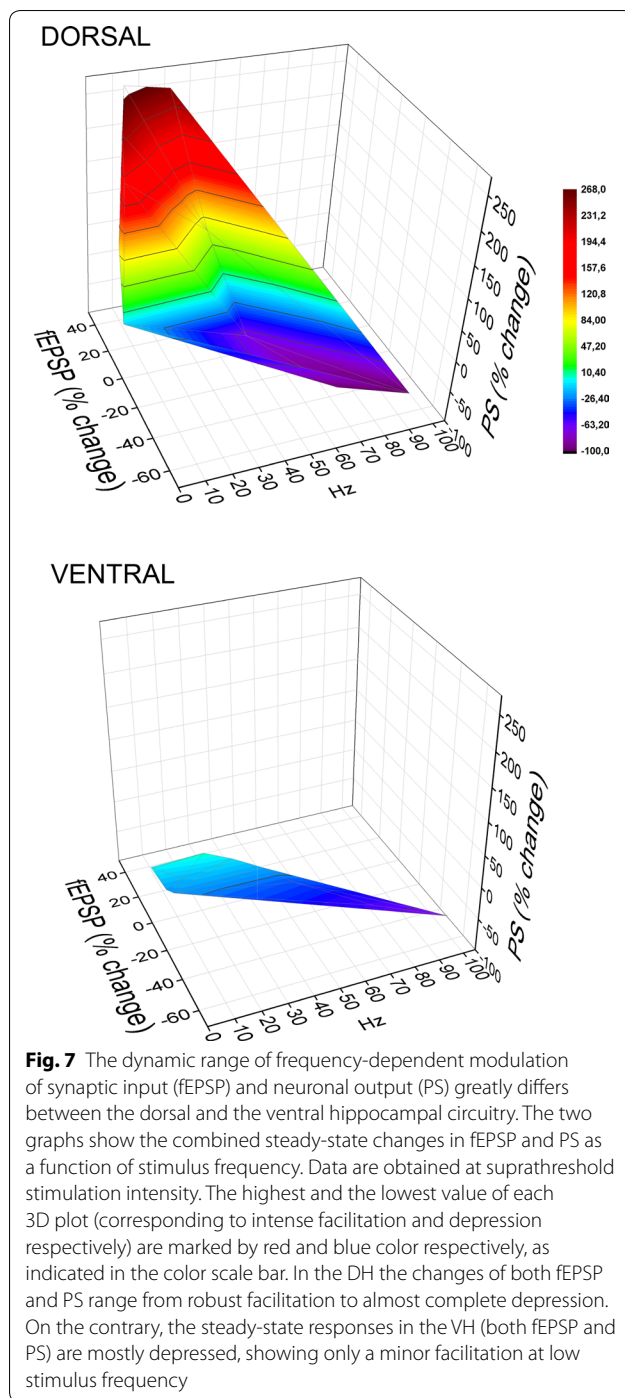 DORSAL
268,0
231,2
194,4
157,6
120,8
84,00
47,20
10,40
-26,40
-63,20
-100,0
250
200
150
100
50
0
-50
-100
PS (% change)
40
20
0
-20
-40
-60
fEPSP (% change)
0
10
20
30
40
50
60
70
80
90
100
Hz
VENTRAL
250
200
150
100
50
0
-50
-100
PS (% change)
40
20
0
-20
-40
-60
fEPSP (% change)
0
10
20
30
40
50
60
70
80
90
100
Hz
Fig. 7 The dynamic range of frequency-dependent modulation
of synaptic input (fEPSP) and neuronal output (PS) greatly differs
between the dorsal and the ventral hippocampal circuitry. The two
graphs show the combined steady-state changes in fEPSP and PS as
a function of stimulus frequency. Data are obtained at suprathreshold
stimulation intensity. The highest and the lowest value of each
3D plot (corresponding to intense facilitation and depression
respectively) are marked by red and blue color respectively, as
indicated in the color scale bar. In the DH the changes of both fEPSP
and PS range from robust facilitation to almost complete depression.
On the contrary, the steady-state responses in the VH (both fEPSP and
PS) are mostly depressed, showing only a minor facilitation at low
stimulus frequency